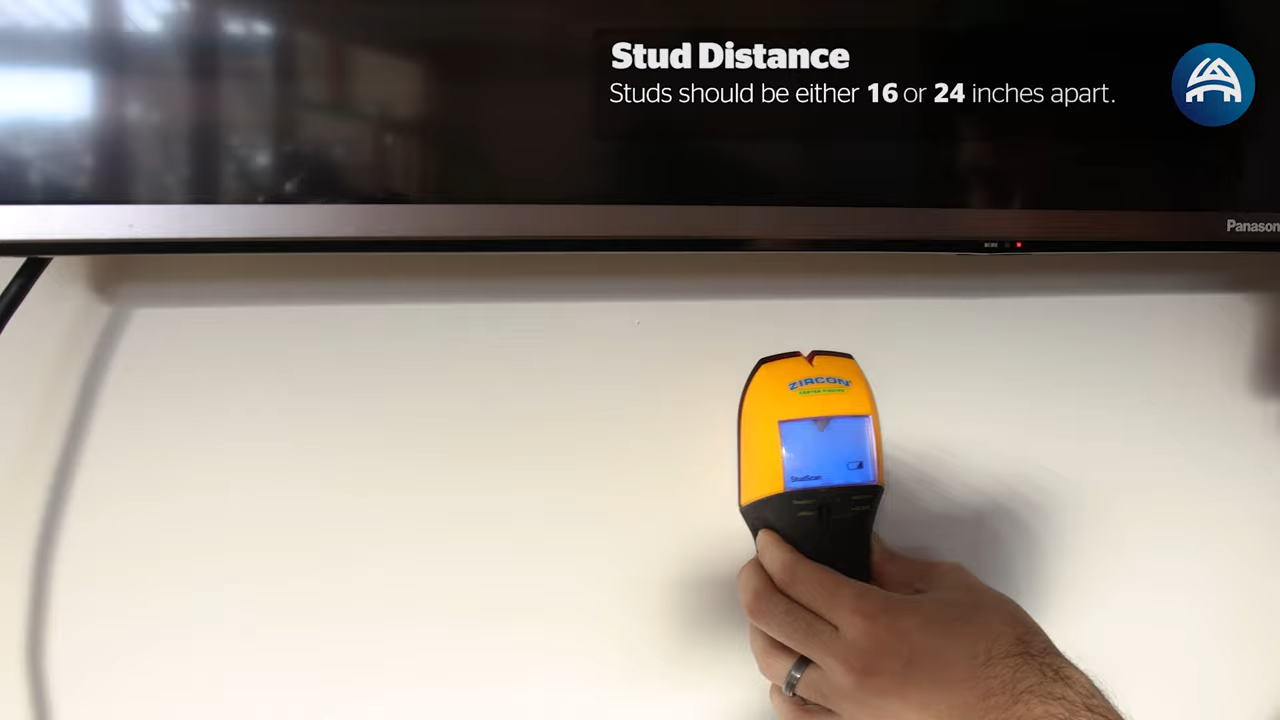 Stud Distance
Studs should be either 16 or 24 inches apart.
Panason
ZIRCON
StudScan